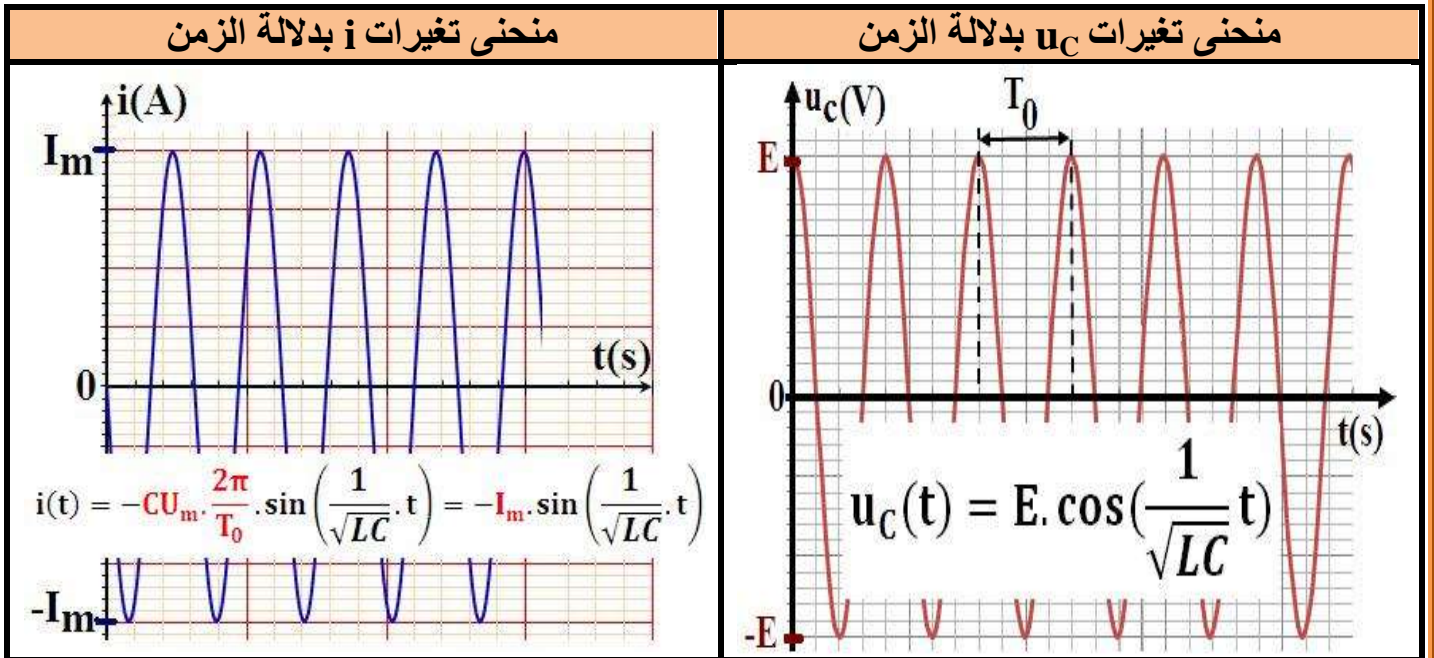 منحنى تغيرات uC بدلالة الزمن
منحنى تغيرات i بدلالة الزمن
uC(V)
T0
E
0
t(s)
uC(t) = E. cos(1/√LC t)
-E
i(A)
Im
t(s)
0
i(t) = −CUm. 2π/T0 .sin(1/√LC .t) = −Im.sin(1/√LC .t)
-Im